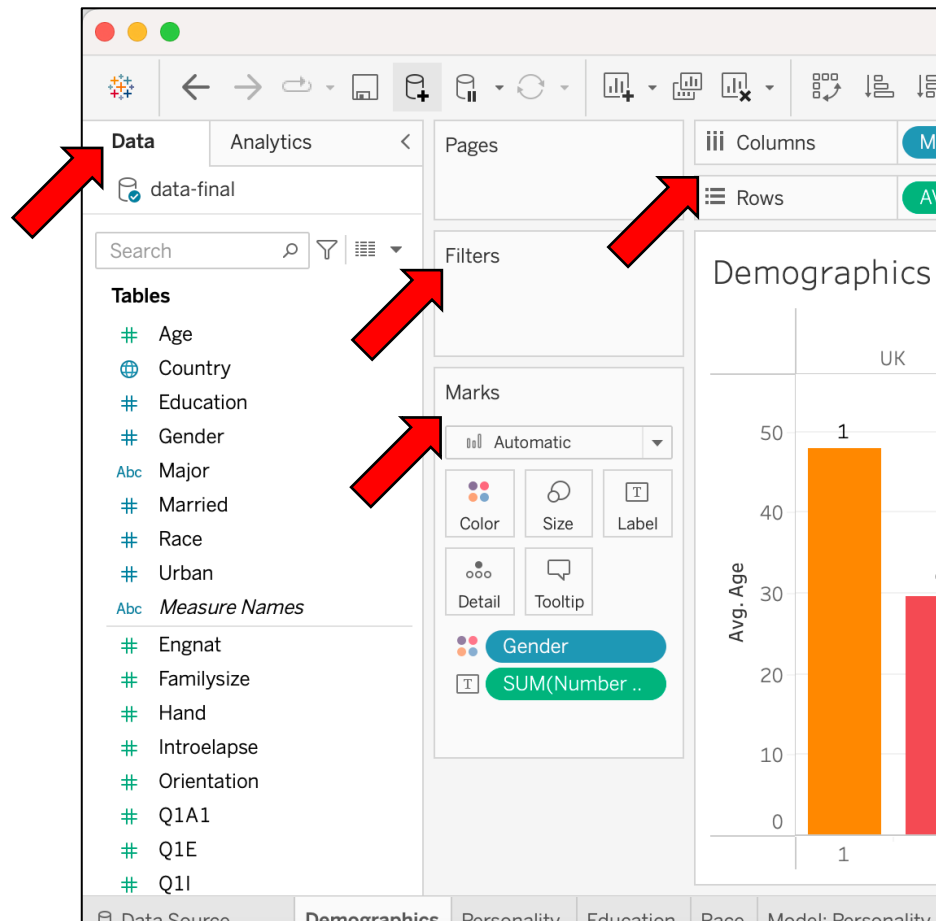 Data
Analytics
data-final
Search
Tables
Age
Country
Education
Gender
Abc Major
Married
Race
Urban
Abc Measure Names
Engnat
Familysize
Hand
Introelapse
Orientation
Q1A1
Q1E
Q1I
Pages
Filters
Marks
Automatic
Color
Size
T
Label
Detail
Tooltip
Gender
T SUM(Number ..
Columns
Rows
Demographics
UK
Avg. Age
50
40
30
20
10
0
1
1
Data Source
Demographics
Personality
Education
Race
Model: Personality